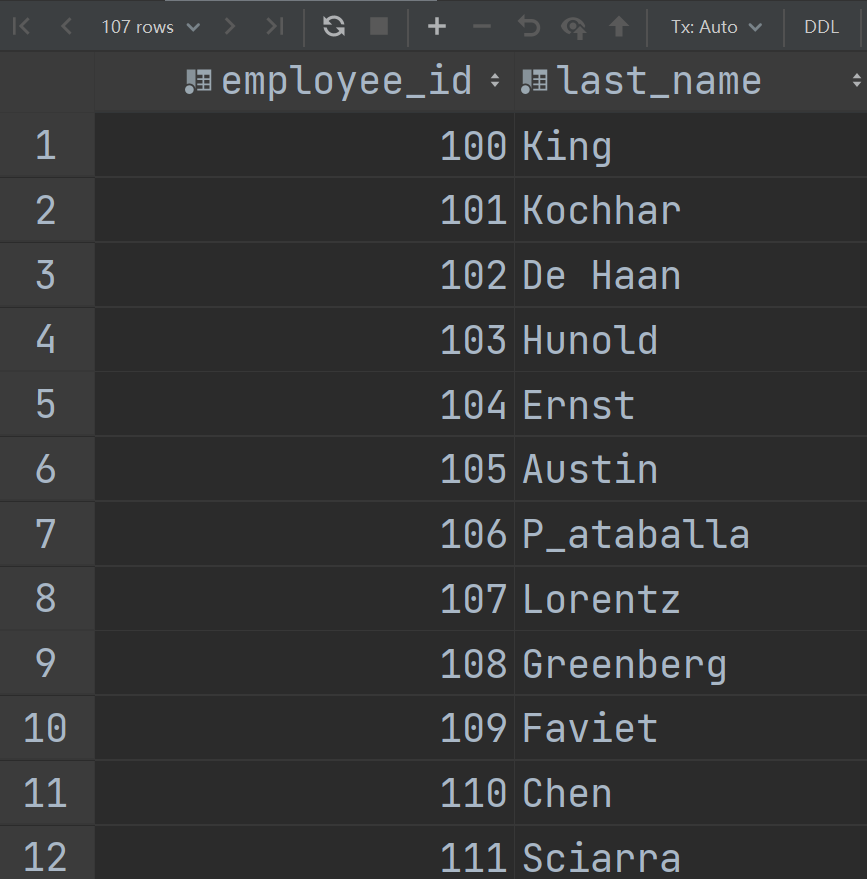 107 rows Tx: Auto DDL
employee_id last_name
1 100 King
2 101 Kochhar
3 102 De Haan
4 103 Hunold
5 104 Ernst
6 105 Austin
7 106 P_ataballa
8 107 Lorentz
9 108 Greenberg
10 109 Faviet
11 110 Chen
12 111 Sciarra